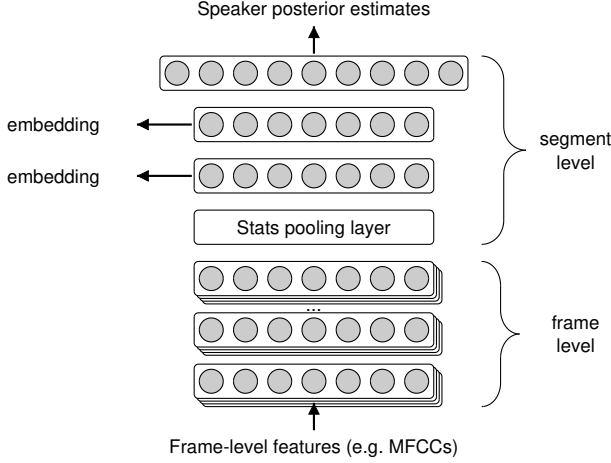 Speaker posterior estimates
embedding
embedding
segment
level
Stats pooling layer
...
frame
level
Frame-level features (e.g. MFCCs)